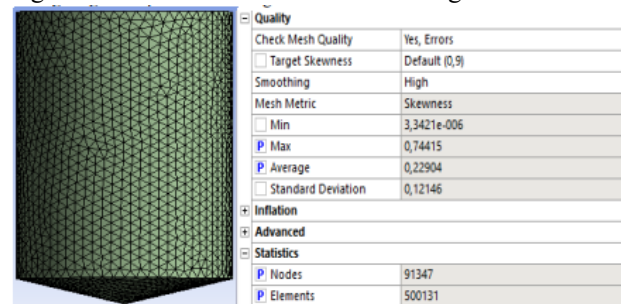 Quality
Check Mesh Quality Yes, Errors
Target Skewness Default (0,9)
Smoothing High
Mesh Metric Skewness
Min 3,3421e-006
P Max 0,74415
P Average 0,22904
Standard Deviation 0,12146
Inflation
Advanced
Statistics
P Nodes 91347
P Elements 500131